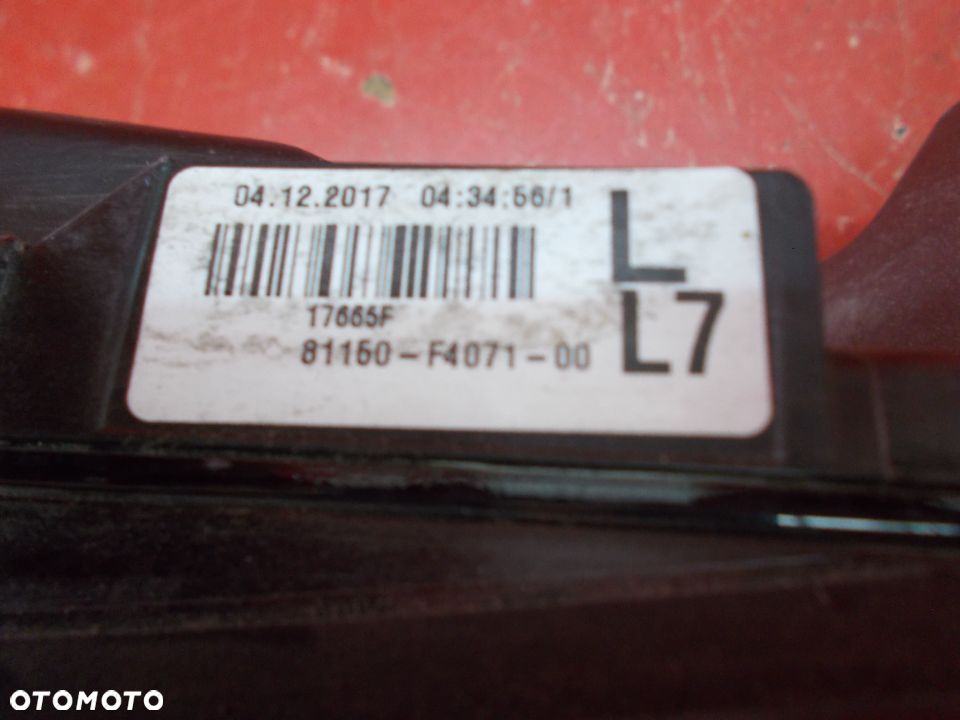 04.12.2017 04:34:56/1
L
17665F
81150-F4071-00
L7
OTOMOTO